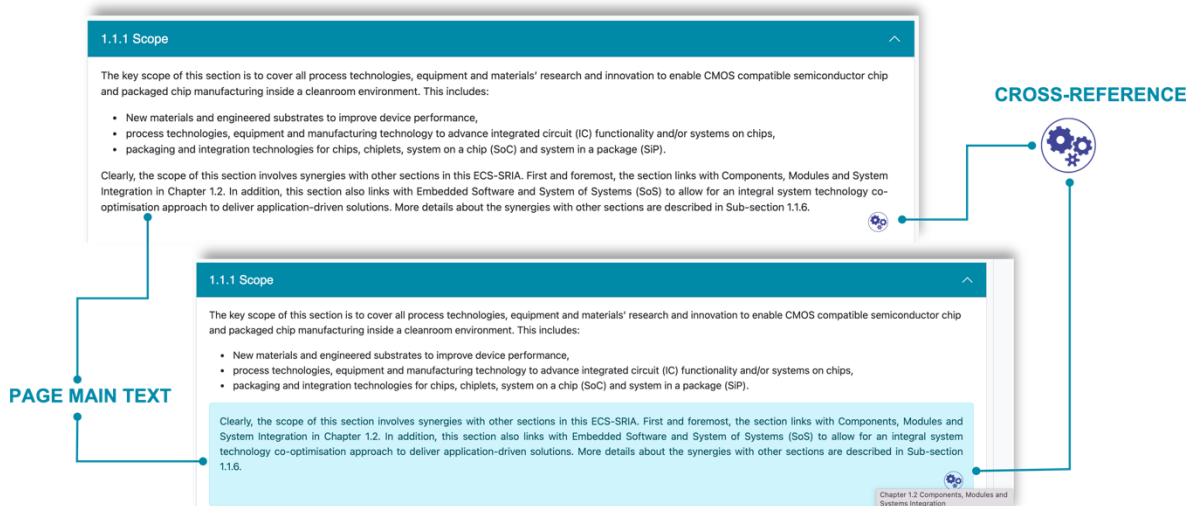 1.1.1 Scope
The key scope of this section is to cover all process technologies, equipment and materials' research and innovation to enable CMOS compatible semiconductor chip
and packaged chip manufacturing inside a cleanroom environment. This includes:
• New materials and engineered substrates to improve device performance,
• process technologies, equipment and manufacturing technology to advance integrated circuit (IC) functionality and/or systems on chips,
• packaging and integration technologies for chips, chiplets, system on a chip (SoC) and system in a package (SiP).
Clearly, the scope of this section involves synergies with other sections in this ECS-SRIA. First and foremost, the section links with Components, Modules and System
Integration in Chapter 1.2. In addition, this section also links with Embedded Software and System of Systems (SoS) to allow for an integral system technology co-
optimisation approach to deliver application-driven solutions. More details about the synergies with other sections are described in Sub-section 1.1.6.
CROSS-REFERENCE
1.1.1 Scope
The key scope of this section is to cover all process technologies, equipment and materials' research and innovation to enable CMOS compatible semiconductor chip
and packaged chip manufacturing inside a cleanroom environment. This includes:
• New materials and engineered substrates to improve device performance,
• process technologies, equipment and manufacturing technology to advance integrated circuit (IC) functionality and/or systems on chips,
• packaging and integration technologies for chips, chiplets, system on a chip (SoC) and system in a package (SiP).
PAGE MAIN TEXT
Clearly, the scope of this section involves synergies with other sections in this ECS-SRIA. First and foremost, the section links with Components, Modules and
System Integration in Chapter 1.2. In addition, this section also links with Embedded Software and System of Systems (SoS) to allow for an integral system
technology co-optimisation approach to deliver application-driven solutions. More details about the synergies with other sections are described in Sub-section
1.1.6.
Chapter 1.2 Components, Modules and
Systems Integration